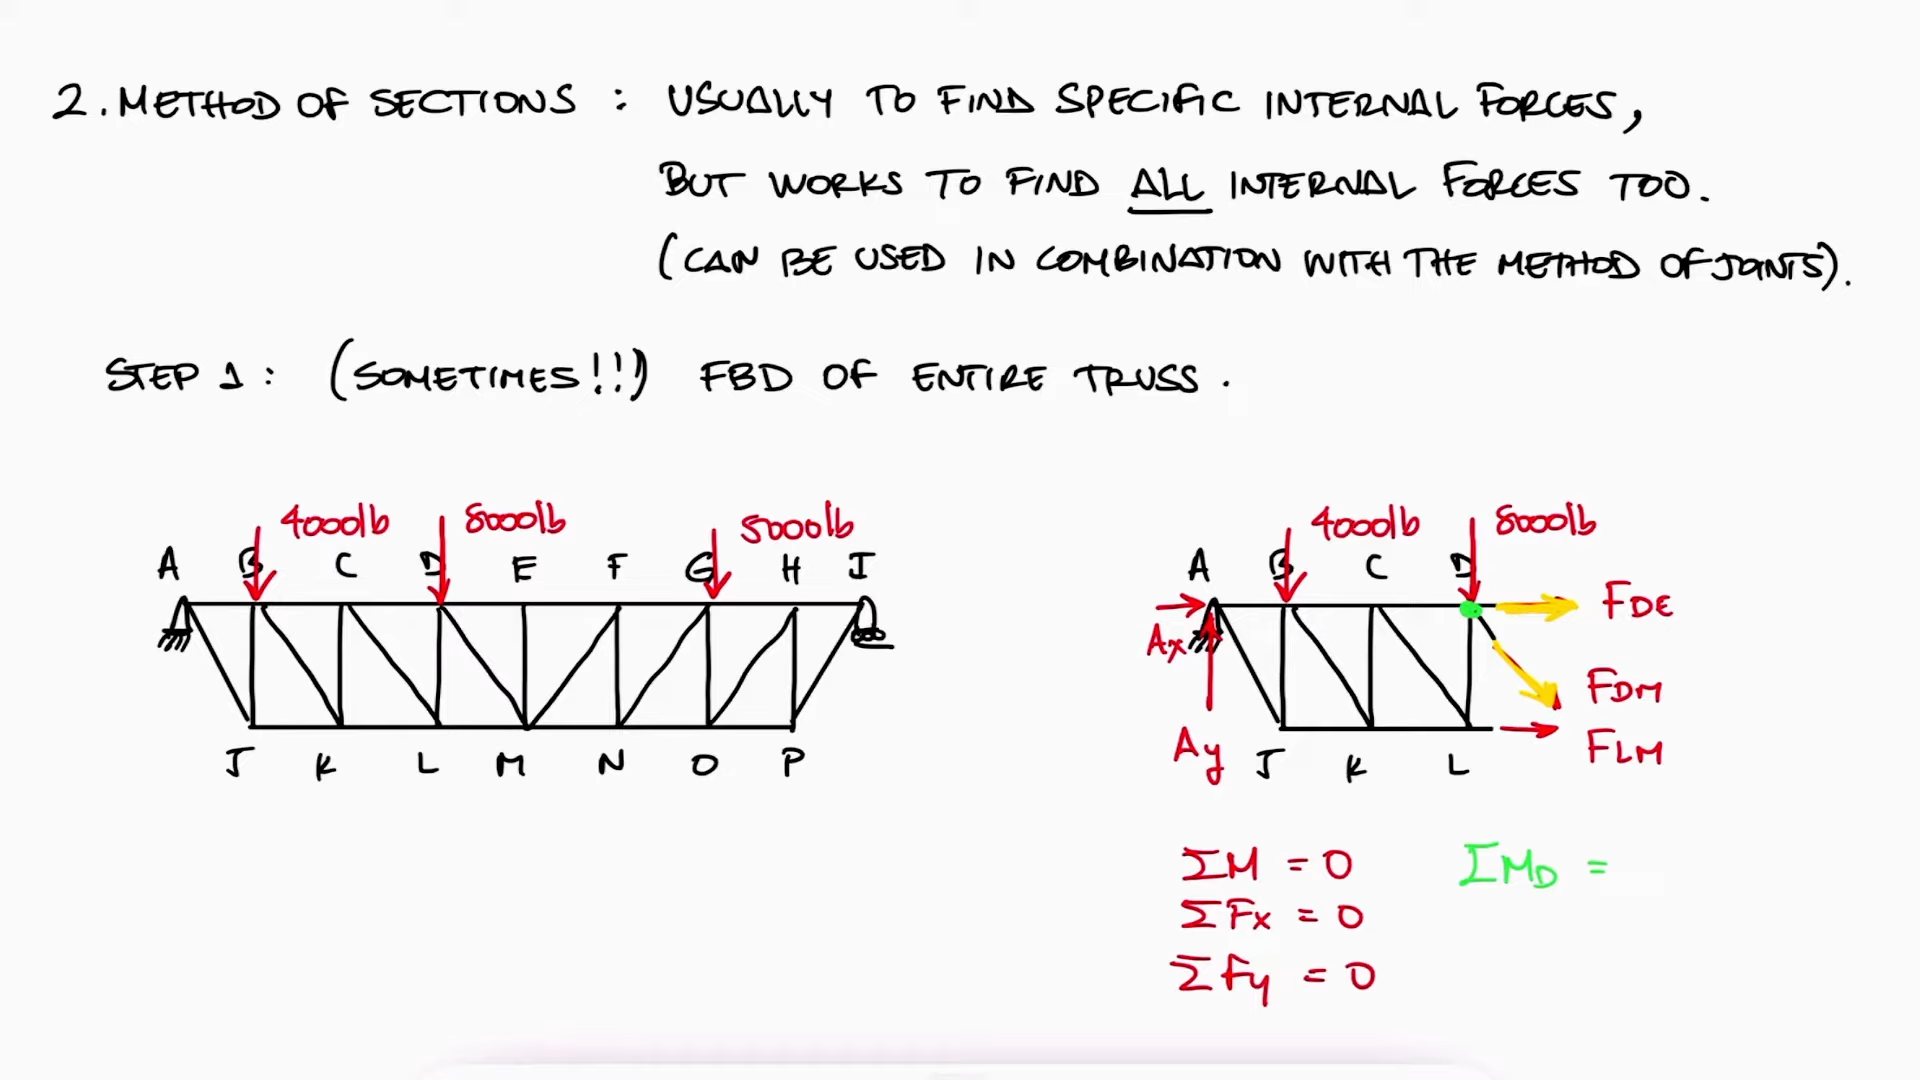 2. METHOD OF SECTIONS : USUALLY TO FIND SPECIFIC INTERNAL FORCES,
BUT WORKS TO FIND ALL INTERNAL FORCES TOO.
(CAN BE USED IN COMBINATION WITH THE METHOD OF JOINTS).
STEP 1 : (SOMETIMES!!) FBD OF ENTIRE TRUSS.
4000lb 8000lb 5000lb
A B C D E F G H I
J K L M N O P
4000lb 8000lb
A B C D
FDE
Ax
FDM
FLM
Ay J K L
ΣM = 0
ΣMD =
ΣFx = 0
ΣFy = 0